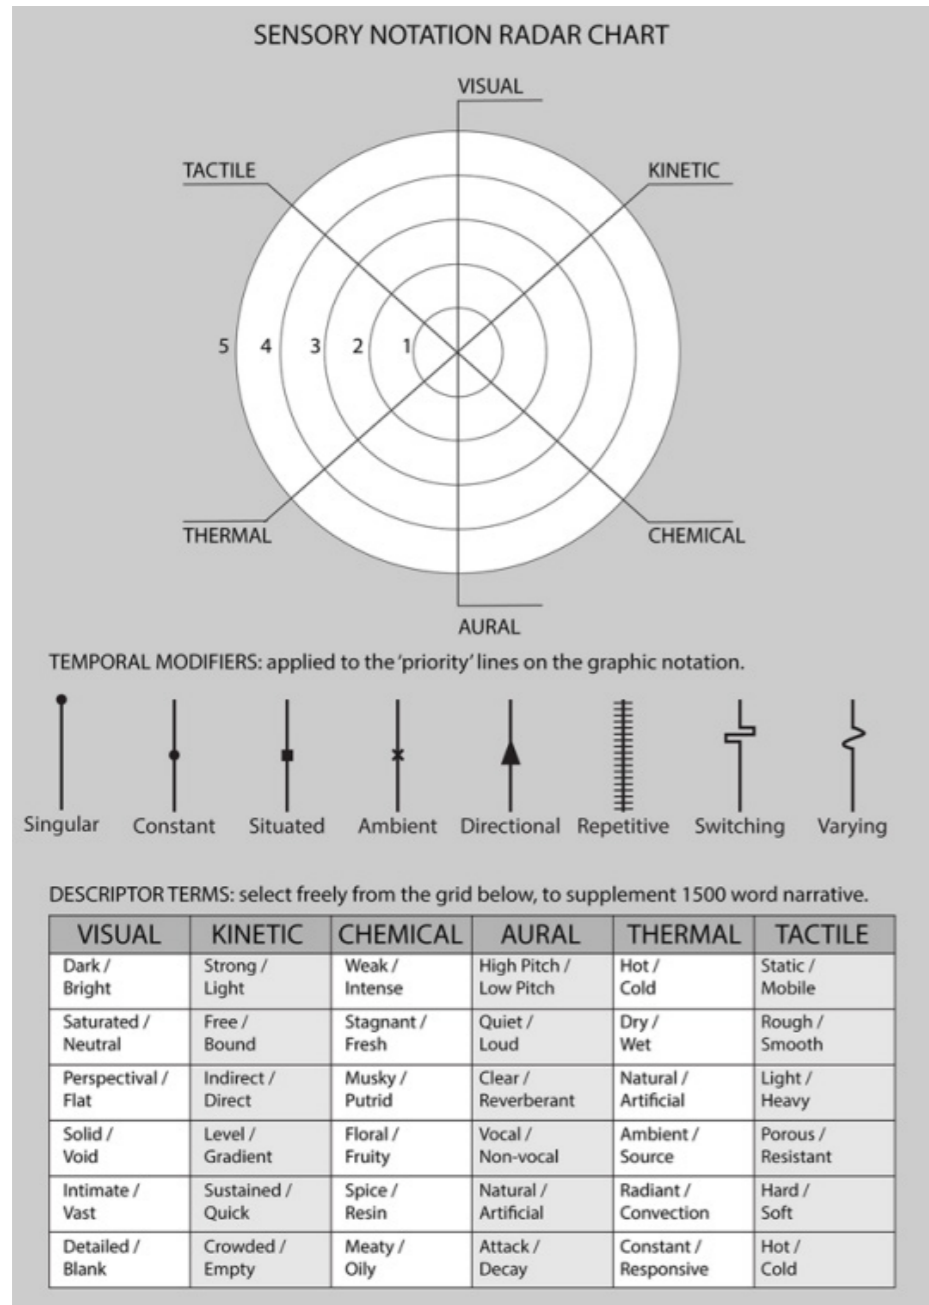 SENSORY NOTATION RADAR CHART
VISUAL
TACTILE
KINETIC
5 4 3 2 1
THERMAL
CHEMICAL
AURAL
TEMPORAL MODIFIERS: applied to the 'priority' lines on the graphic notation.
Singular Constant Situated Ambient Directional Repetitive Switching Varying
DESCRIPTOR TERMS: select freely from the grid below, to supplement 1500 word narrative.
VISUAL KINETIC CHEMICAL AURAL THERMAL TACTILE
Dark / Strong / Weak / High Pitch / Hot / Static /
Bright Light Intense Low Pitch Cold Mobile
Saturated / Free / Stagnant / Quiet / Dry / Rough /
Neutral Bound Fresh Loud Wet Smooth
Perspectival / Indirect / Musky / Clear / Natural / Light /
Flat Direct Putrid Reverberant Artificial Heavy
Solid / Level / Floral / Vocal / Ambient / Porous /
Void Gradient Fruity Non-vocal Source Resistant
Intimate / Sustained / Spice / Natural / Radiant / Hard /
Vast Quick Resin Artificial Convection Soft
Detailed / Crowded / Meaty / Attack / Constant / Hot /
Blank Empty Oily Decay Responsive Cold